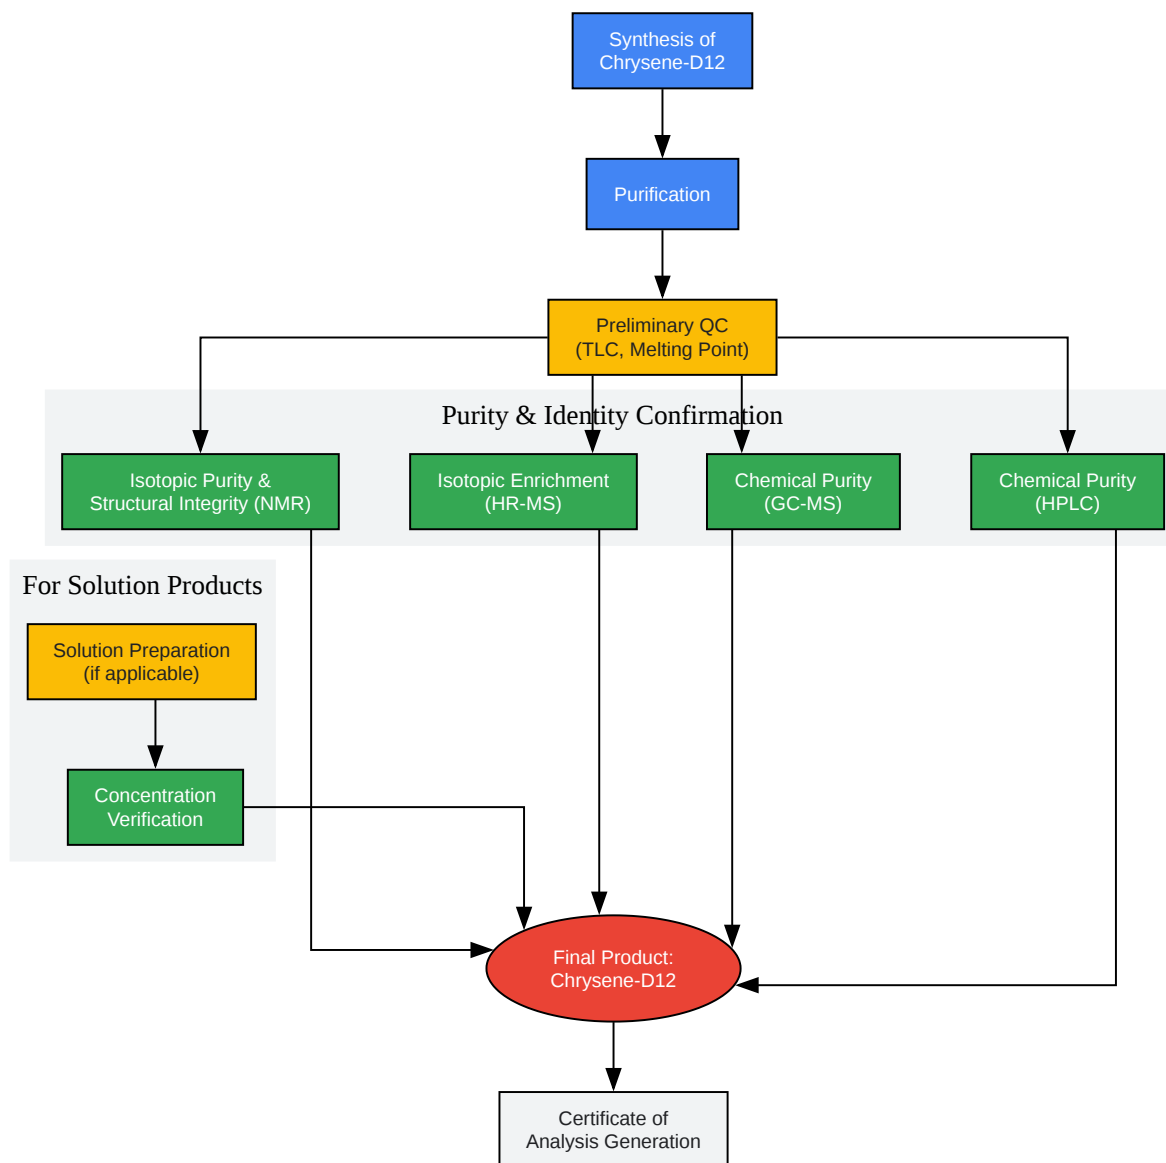 Synthesis of
Chrysene-D12
Purification
Preliminary QC
(TLC, Melting Point)
Purity & Identity Confirmation
Isotopic Purity &
Structural Integrity (NMR)
Isotopic Enrichment
(HR-MS)
Chemical Purity
(GC-MS)
Chemical Purity
(HPLC)
For Solution Products
Solution Preparation
(if applicable)
Concentration
Verification
Final Product:
Chrysene-D12
Certificate of
Analysis Generation